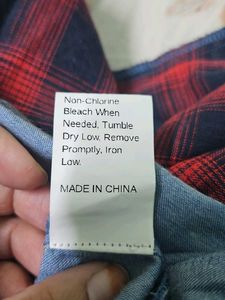 Non-Chlorine
Bleach When
Needed, Tumble
Dry Low. Remove
Promptly, Iron
Low.
MADE IN CHINA